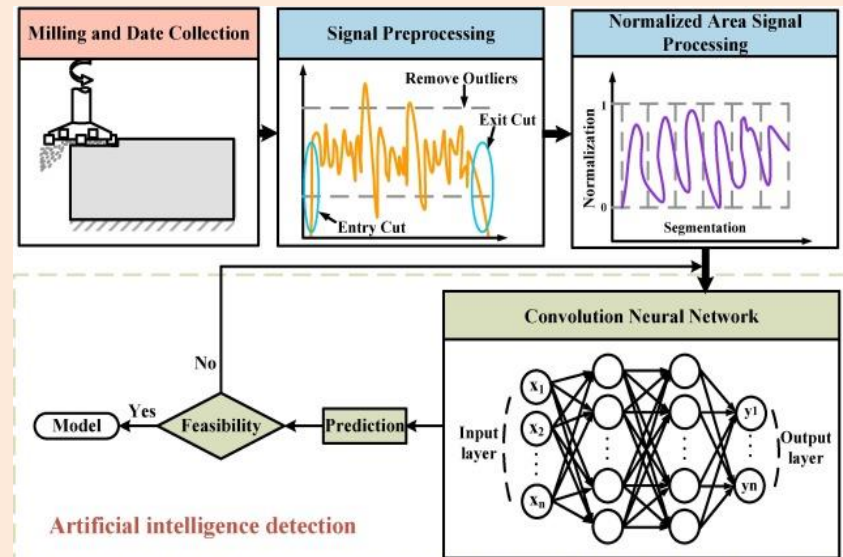 Milling and Date Collection
Signal Preprocessing
Normalized Area Signal
Processing
Remove Outliers
Exit Cut
Entry Cut
1
Normalization
0
Segmentation
Convolution Neural Network
No
Yes
Model
Feasibility
Prediction
Input
layer
x1
x2
xn
y1
yn
Output
layer
Artificial intelligence detection